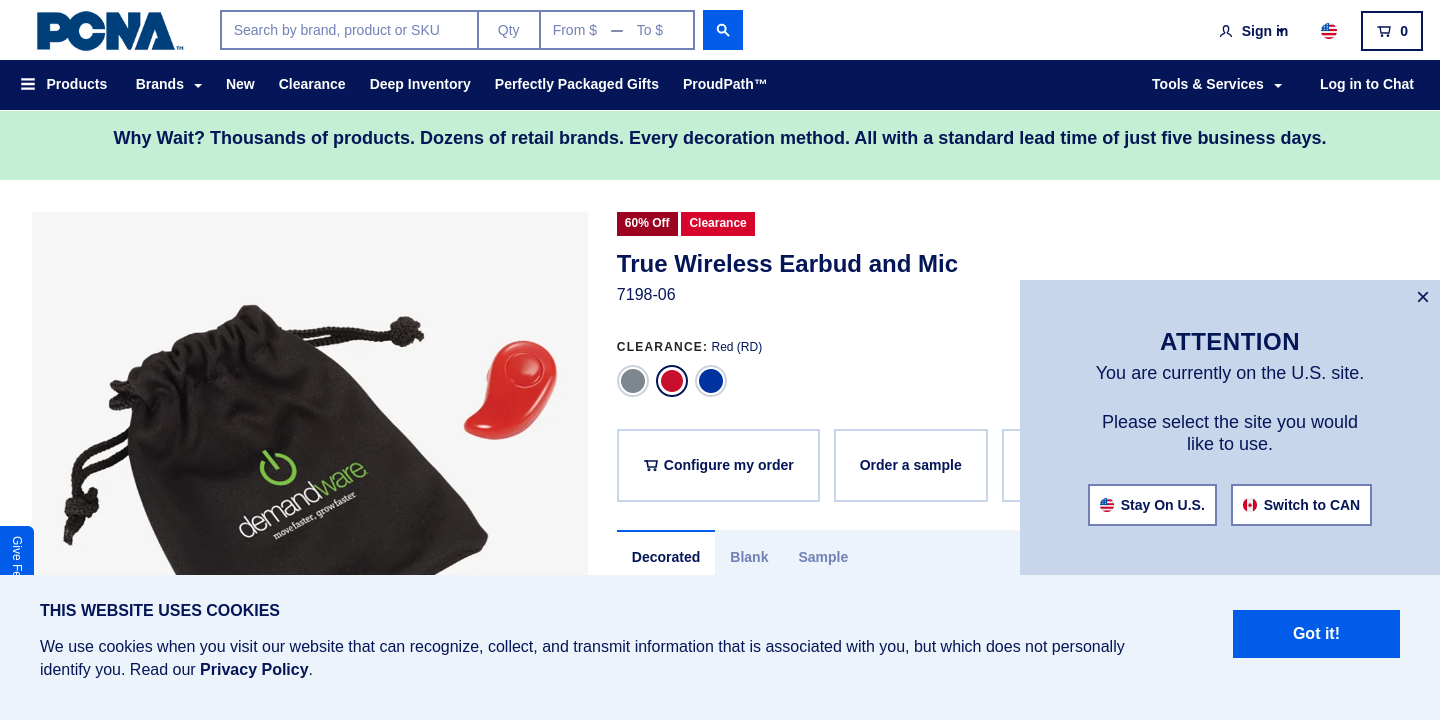 PCNA™
Search by brand, product or SKU
Qty
From $ — To $
Sign in
0
Products
Brands
New
Clearance
Deep Inventory
Perfectly Packaged Gifts
ProudPath™
Tools & Services
Log in to Chat
Why Wait? Thousands of products. Dozens of retail brands. Every decoration method. All with a standard lead time of just five business days.
demandware
move faster, grow faster
60% Off
Clearance
True Wireless Earbud and Mic
7198-06
CLEARANCE: Red (RD)
Configure my order
Order a sample
Decorated
Blank
Sample
×
ATTENTION
You are currently on the U.S. site.
Please select the site you would
like to use.
Stay On U.S.
Switch to CAN
Give Fe
THIS WEBSITE USES COOKIES
We use cookies when you visit our website that can recognize, collect, and transmit information that is associated with you, but which does not personally
identify you. Read our Privacy Policy.
Got it!